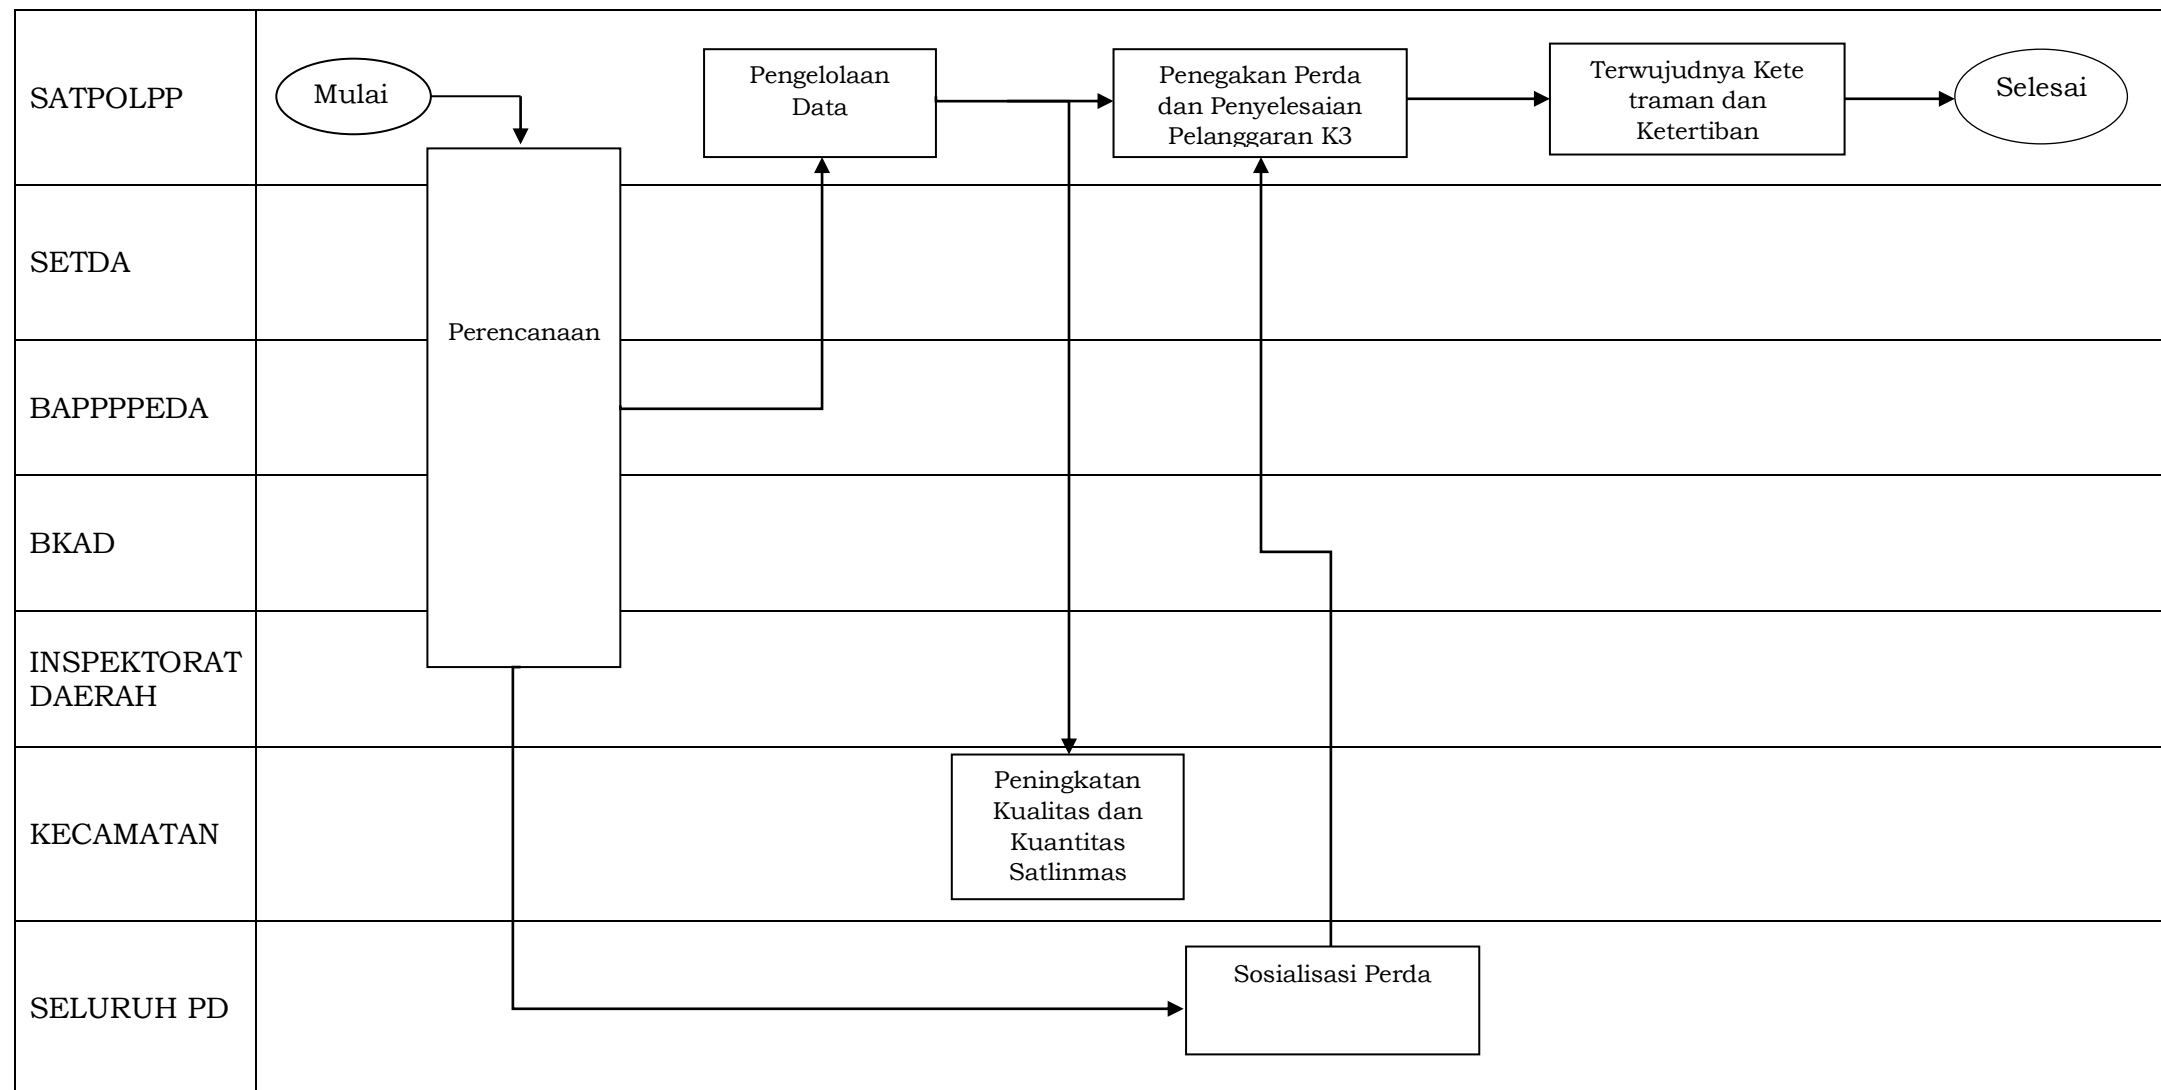 SATPOLPP
Mulai
Pengelolaan
Data
Penegakan Perda
dan Penyelesaian
Pelanggaran K3
Terwujudnya Kete
traman dan
Ketertiban
Selesai
SETDA
Perencanaan
BAPPPPEDA
BKAD
INSPEKTORAT
DAERAH
KECAMATAN
Peningkatan
Kualitas dan
Kuantitas
Satlinmas
SELURUH PD
Sosialisasi Perda